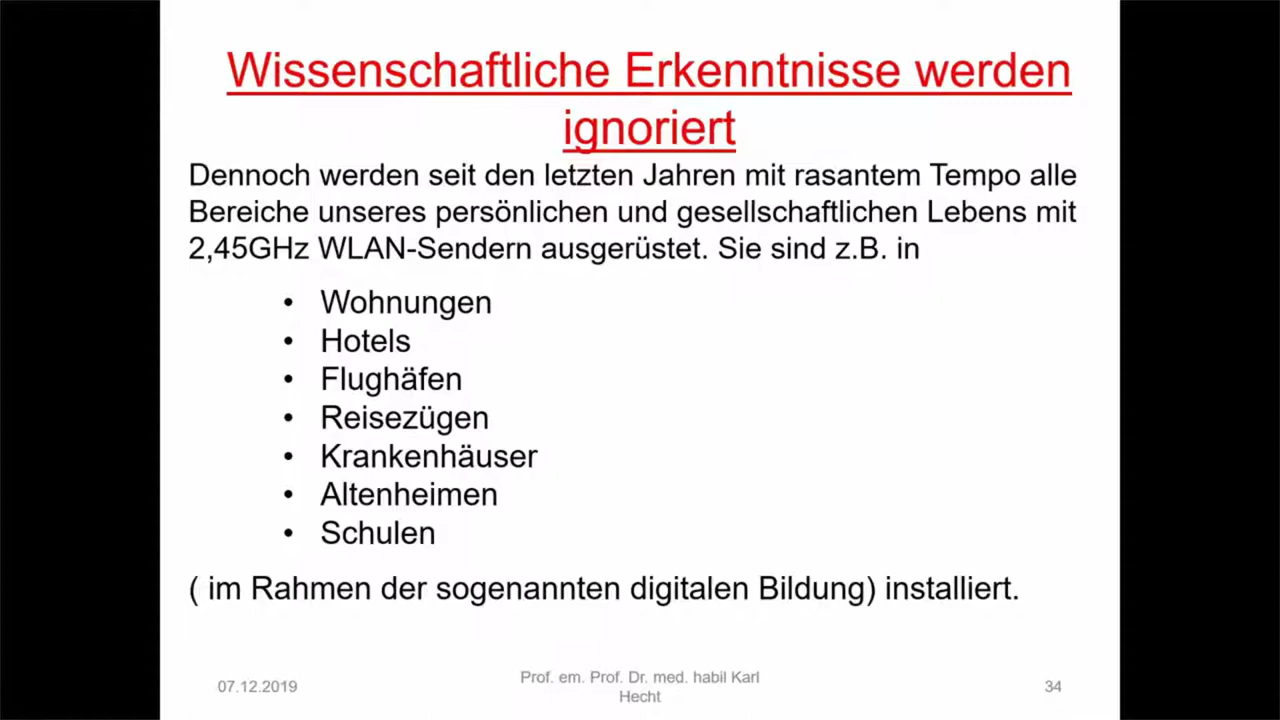 Wissenschaftliche Erkenntnisse werden
ignoriert
Dennoch werden seit den letzten Jahren mit rasantem Tempo alle
Bereiche unseres persönlichen und gesellschaftlichen Lebens mit
2,45GHz WLAN-Sendern ausgerüstet. Sie sind z.B. in
• Wohnungen
• Hotels
• Flughäfen
• Reisezügen
• Krankenhäuser
• Altenheimen
• Schulen
( im Rahmen der sogenannten digitalen Bildung) installiert.
07.12.2019
Prof. em. Prof. Dr. med. habil Karl
Hecht
34